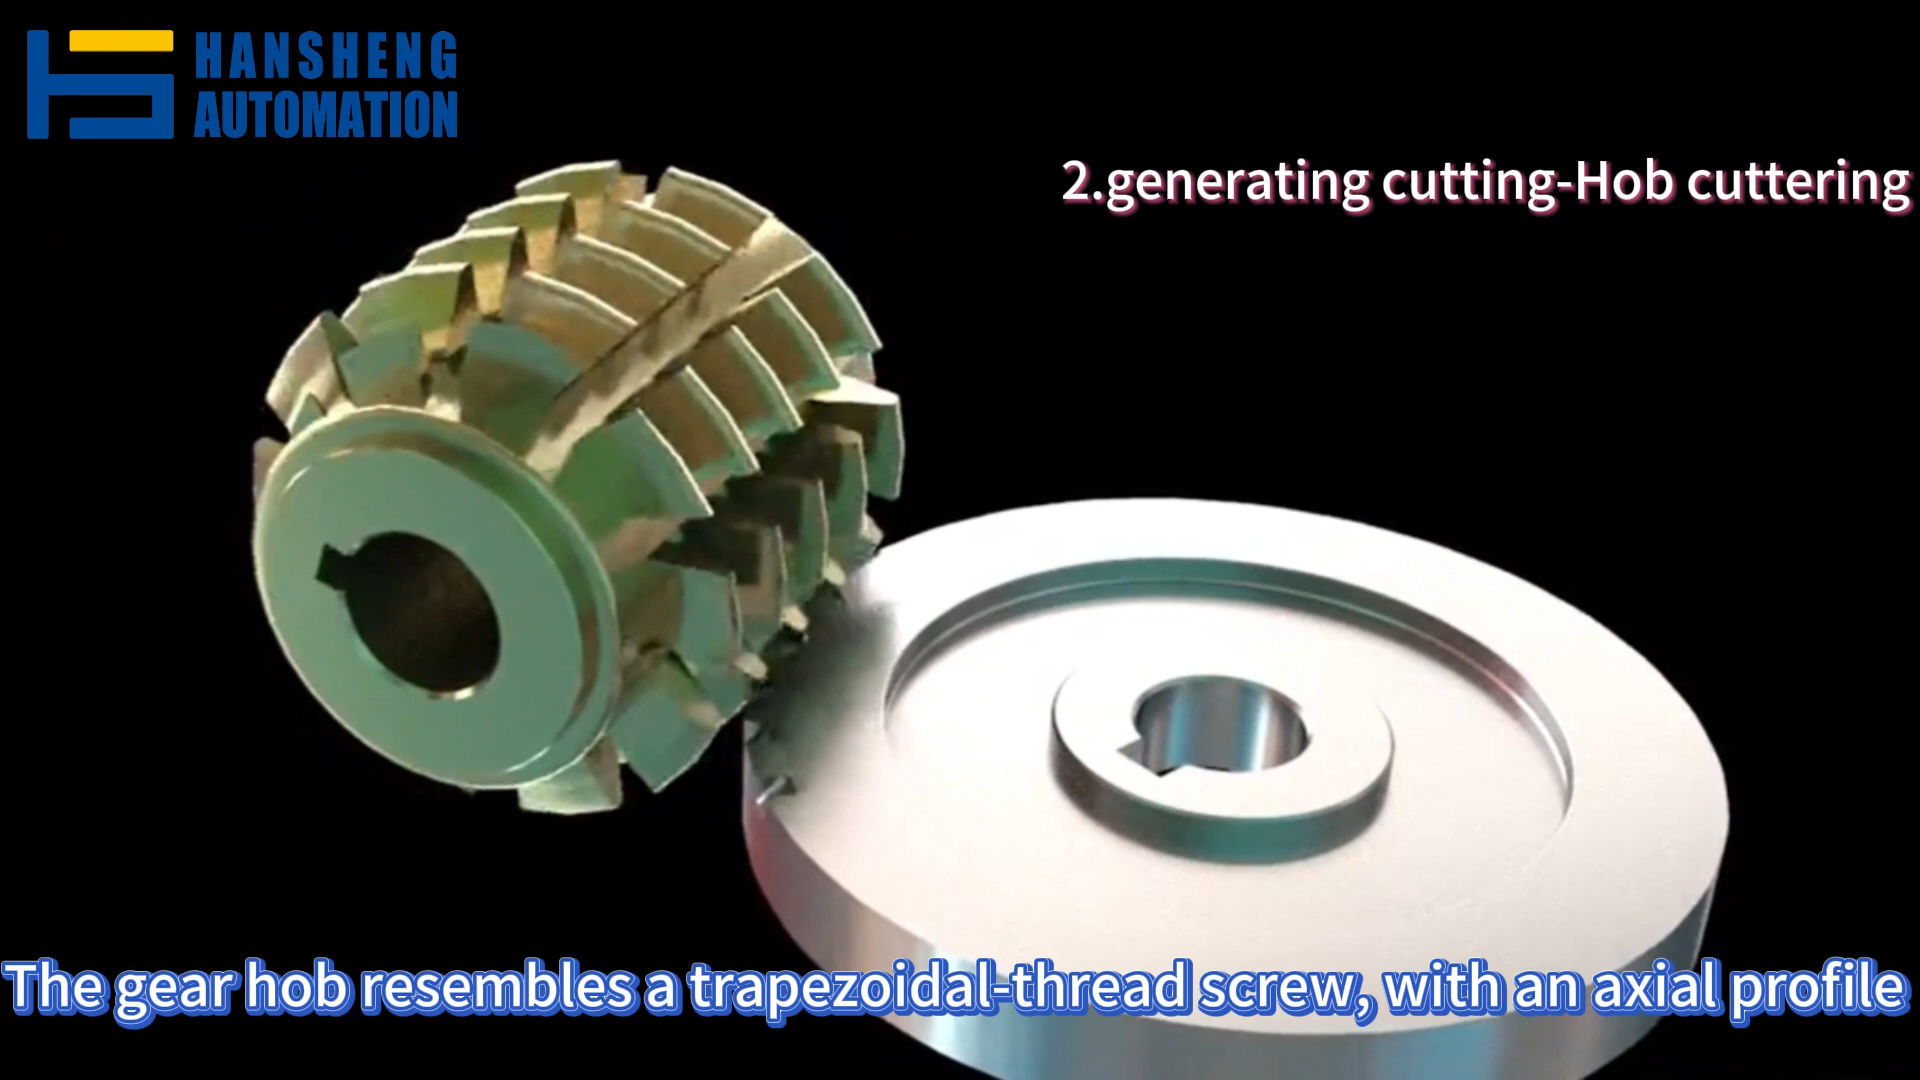 HANSHENG
AUTOMATION
2.generating cutting-Hob cuttering
The gear hob resembles a trapezoidal-thread screw, with an axial profile